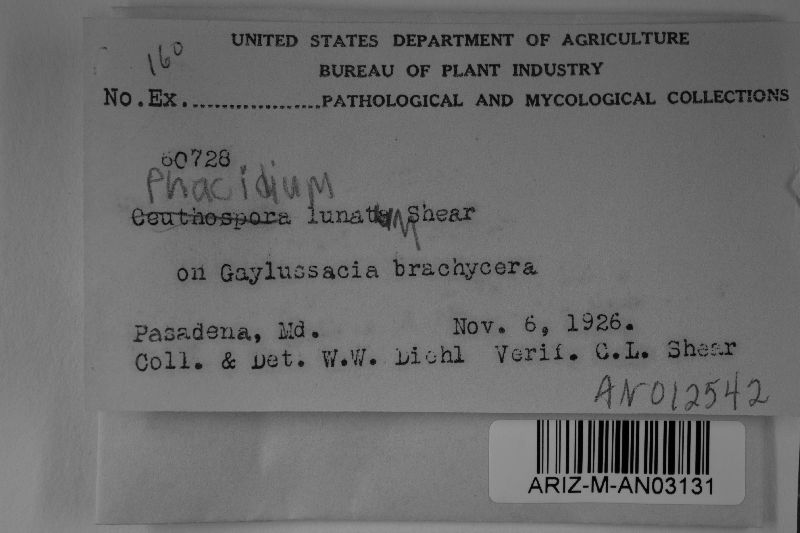 160
UNITED STATES DEPARTMENT OF AGRICULTURE
BUREAU OF PLANT INDUSTRY
No. Ex. .................. PATHOLOGICAL AND MYCOLOGICAL COLLECTIONS
60728
Phacidium
Ceuthospora lunatum Shear
on Gaylussacia brachycera
Pasadena, Md. Nov. 6, 1926.
Coll. & Det. W.W. Diehl Verif. C.L. Shear
AN012542
ARIZ-M-AN03131